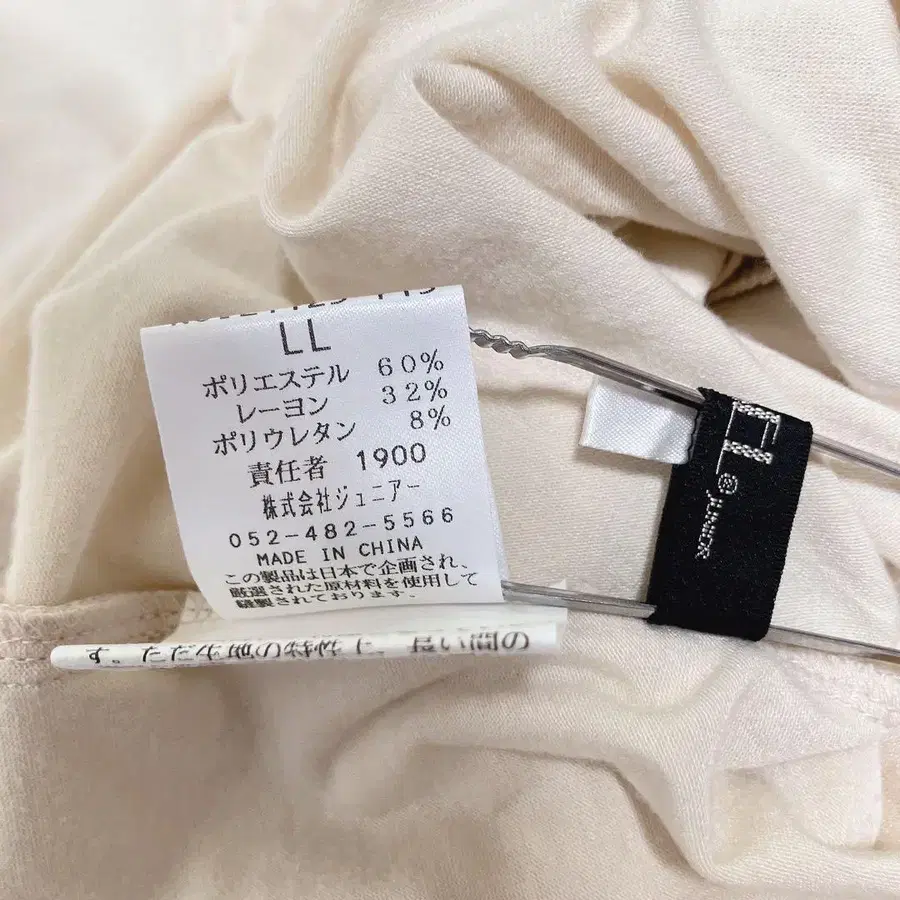 LL
ポリエステル 60%
レーヨン 32%
ポリウレタン 8%
責任者 1900
株式会社ジュニアー
052-482-5566
MADE IN CHINA
この製品は日本で企画され、
厳選された原材料を使用して
縫製されております。
す。ただ生地の特性上、長い間の
EL® JUNIOR